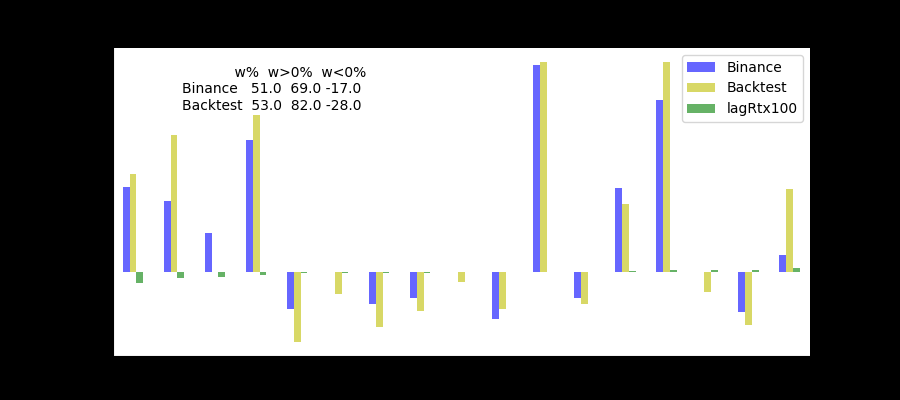 w%  w>0%  w<0%
Binance   51.0  69.0 -17.0
Backtest  53.0  82.0 -28.0
Binance
Backtest
lagRtx100